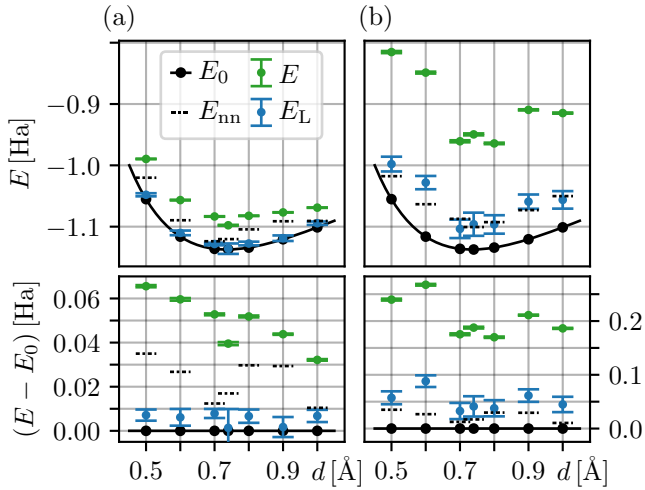 (a) (b)
E₀ E
Eₙₙ E_L
E [Ha]
−0.9
−1.0
−1.1
(E − E₀) [Ha]
0.06
0.04
0.02
0.00
0.2
0.1
0.0
0.5 0.7 0.9 d [Å] 0.5 0.7 0.9 d [Å]